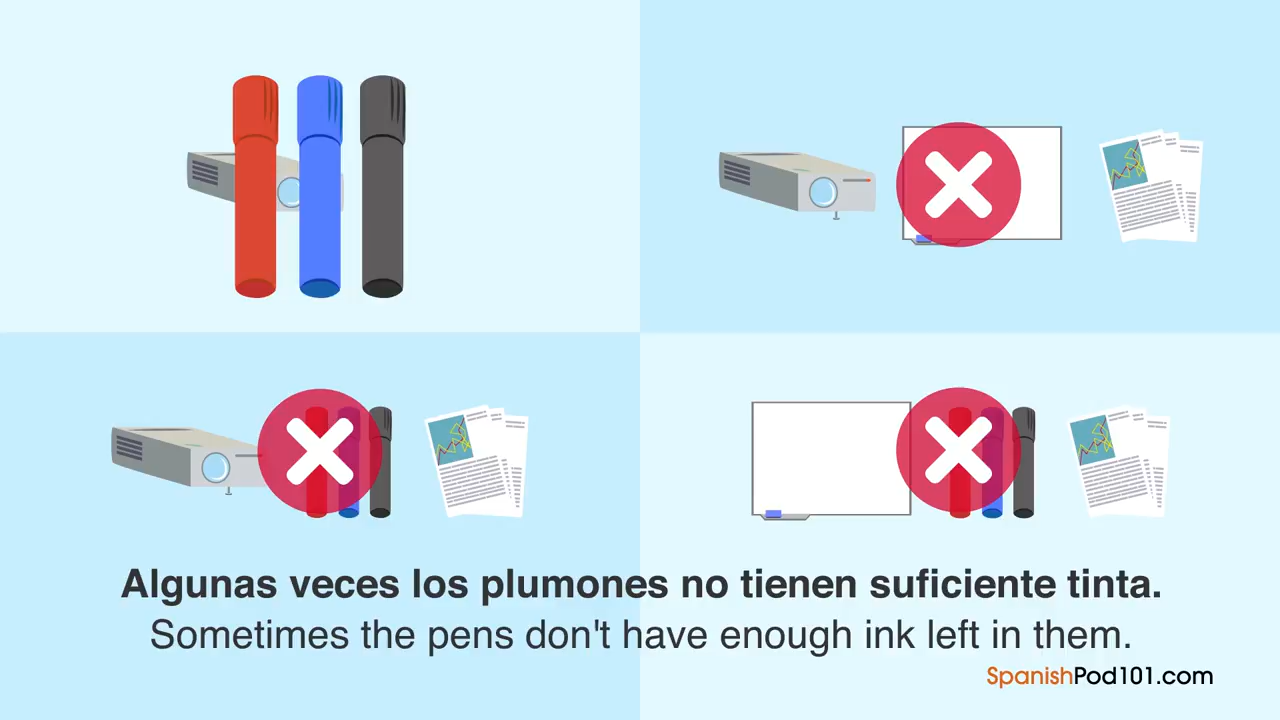 Algunas veces los plumones no tienen suficiente tinta.
Sometimes the pens don't have enough ink left in them.
SpanishPod101.com